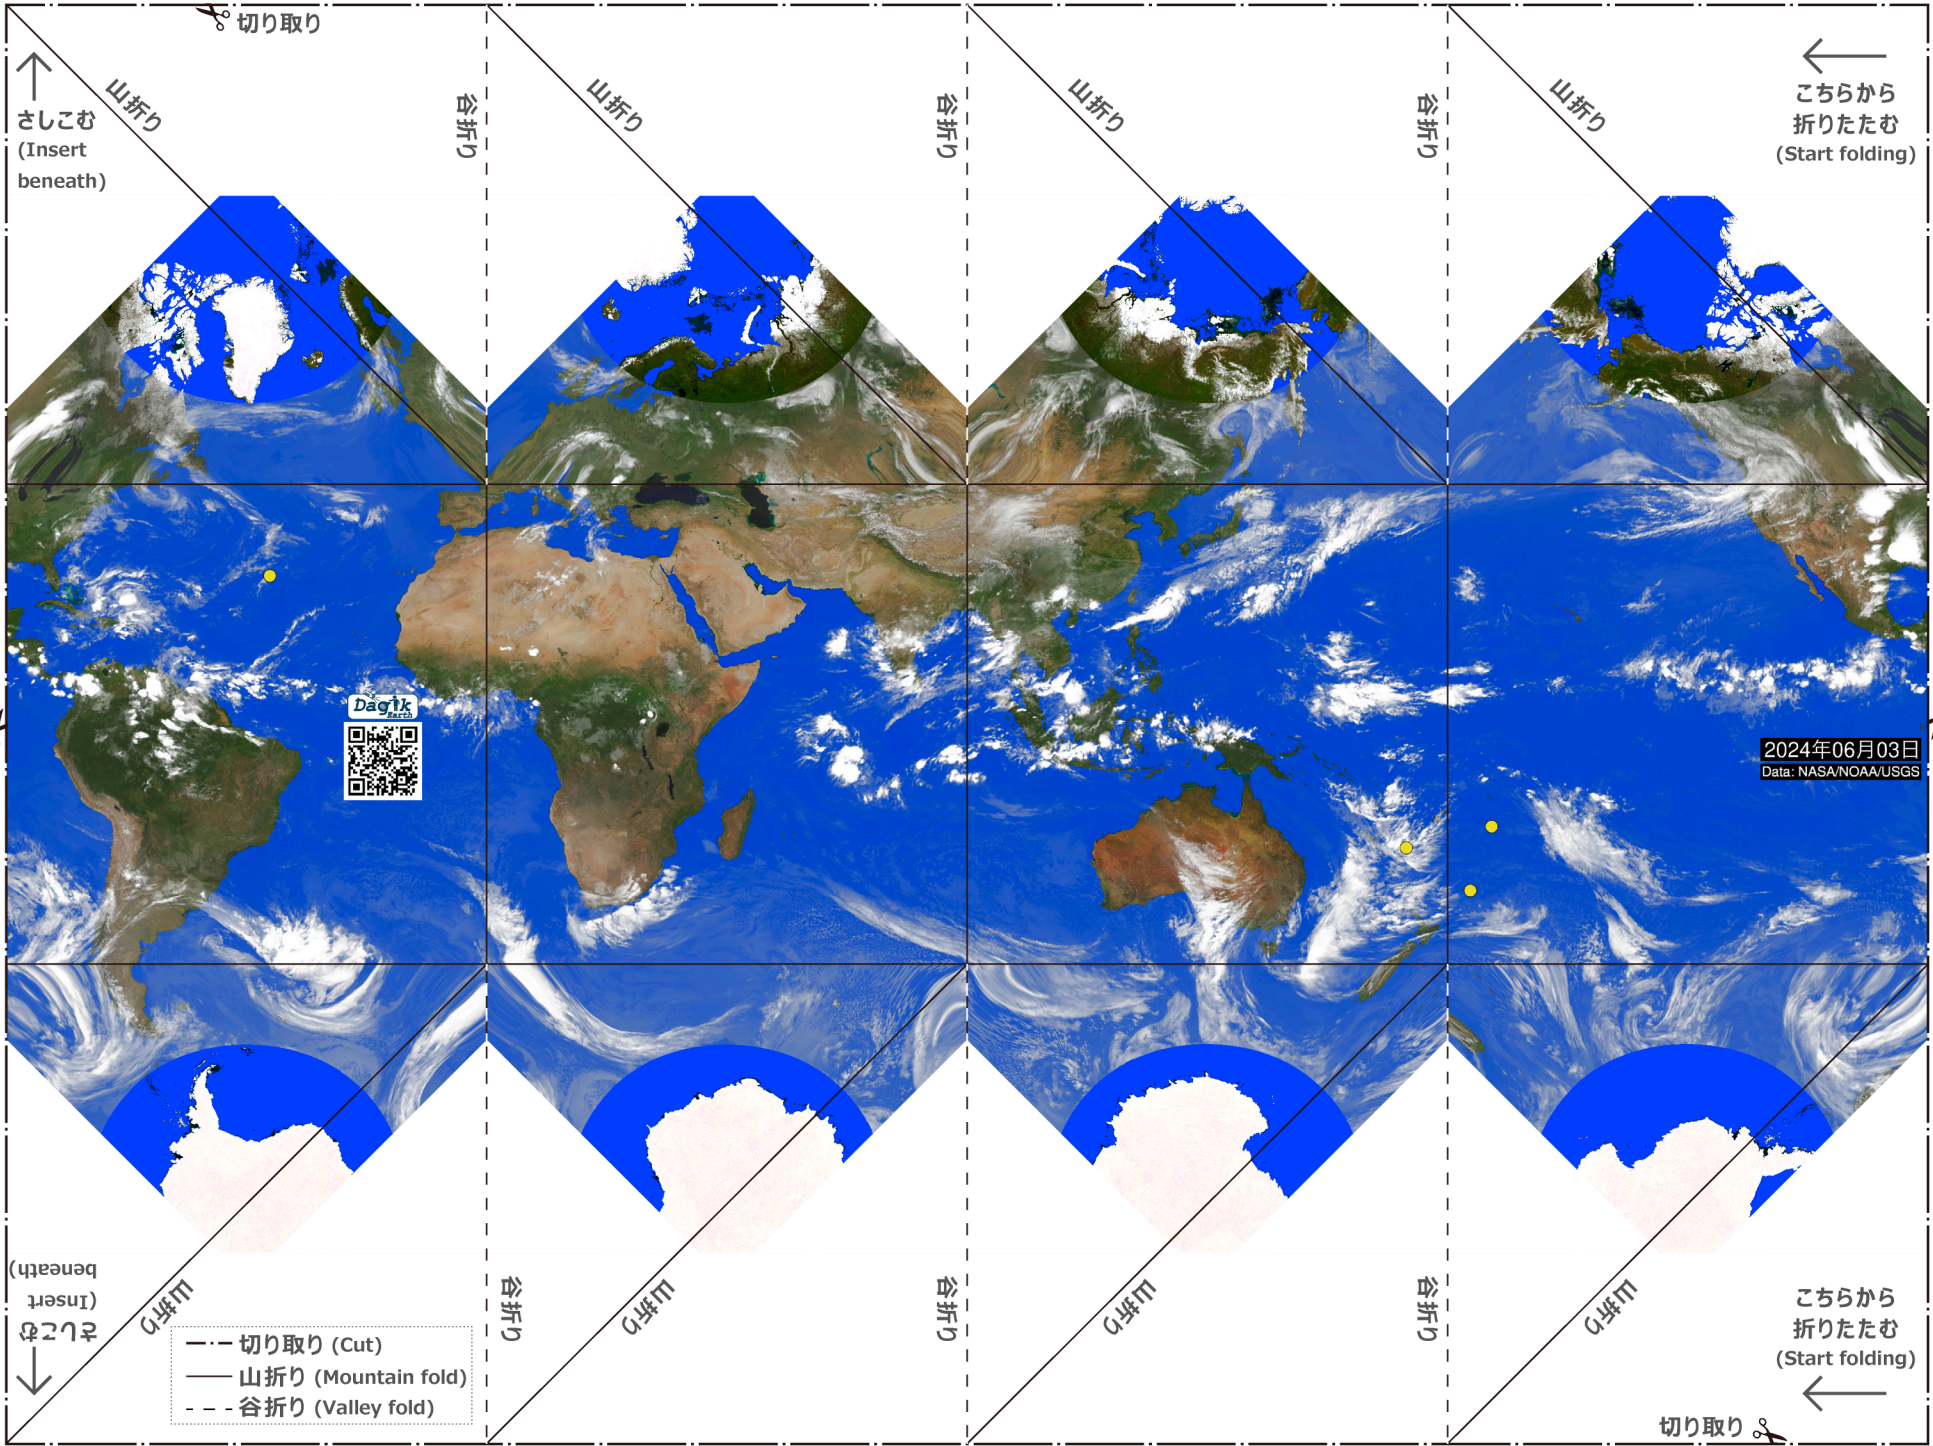 切り取り
山折り
谷折り
山折り
谷折り
山折り
谷折り
山折り
さしこむ
(Insert
beneath)
こちらから
折りたたむ
(Start folding)
Dagik
Earth
2024年06月03日
Data: NASA/NOAA/USGS
さしこむ
(Insert
beneath)
山折り
谷折り
山折り
谷折り
山折り
谷折り
山折り
切り取り (Cut)
山折り (Mountain fold)
谷折り (Valley fold)
こちらから
折りたたむ
(Start folding)
切り取り